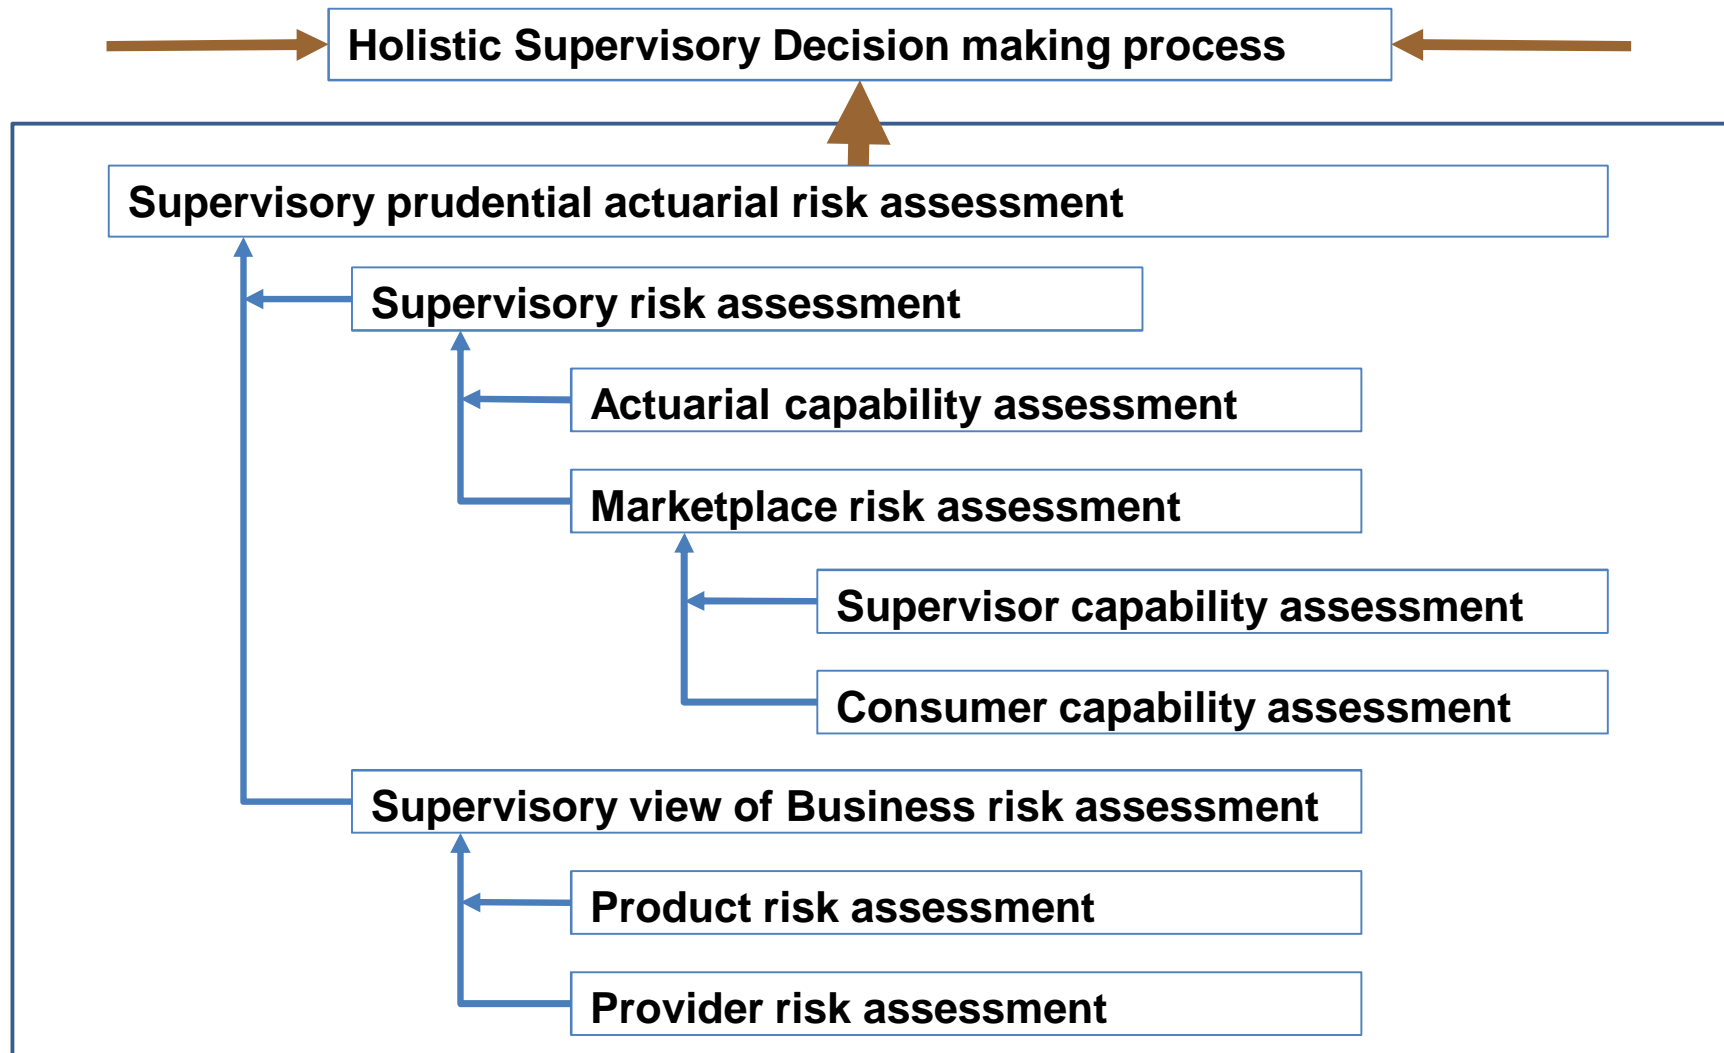 Holistic Supervisory Decision making process
Supervisory prudential actuarial risk assessment
Supervisory risk assessment
Actuarial capability assessment
Marketplace risk assessment
Supervisor capability assessment
Consumer capability assessment
Supervisory view of Business risk assessment
Product risk assessment
Provider risk assessment